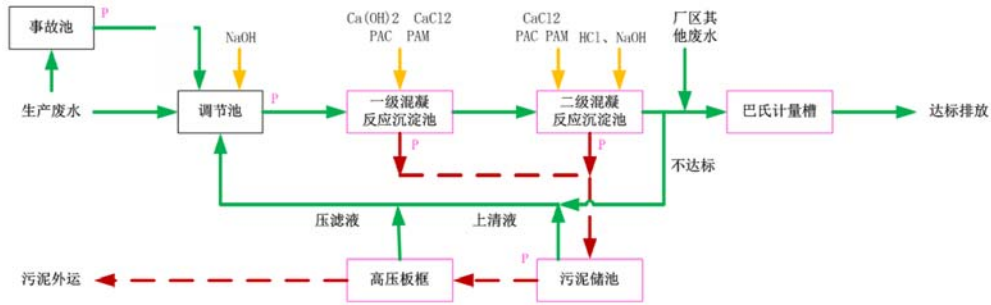 P
事故池
Ca(OH)2 CaCl2
PAC PAM
CaCl2
PAC PAM
HCl、NaOH
厂区其
他废水
NaOH
P
生产废水
调节池
一级混凝
反应沉淀池
二级混凝
反应沉淀池
巴氏计量槽
达标排放
P
P
不达标
压滤液
上清液
P
污泥外运
高压板框
污泥储池